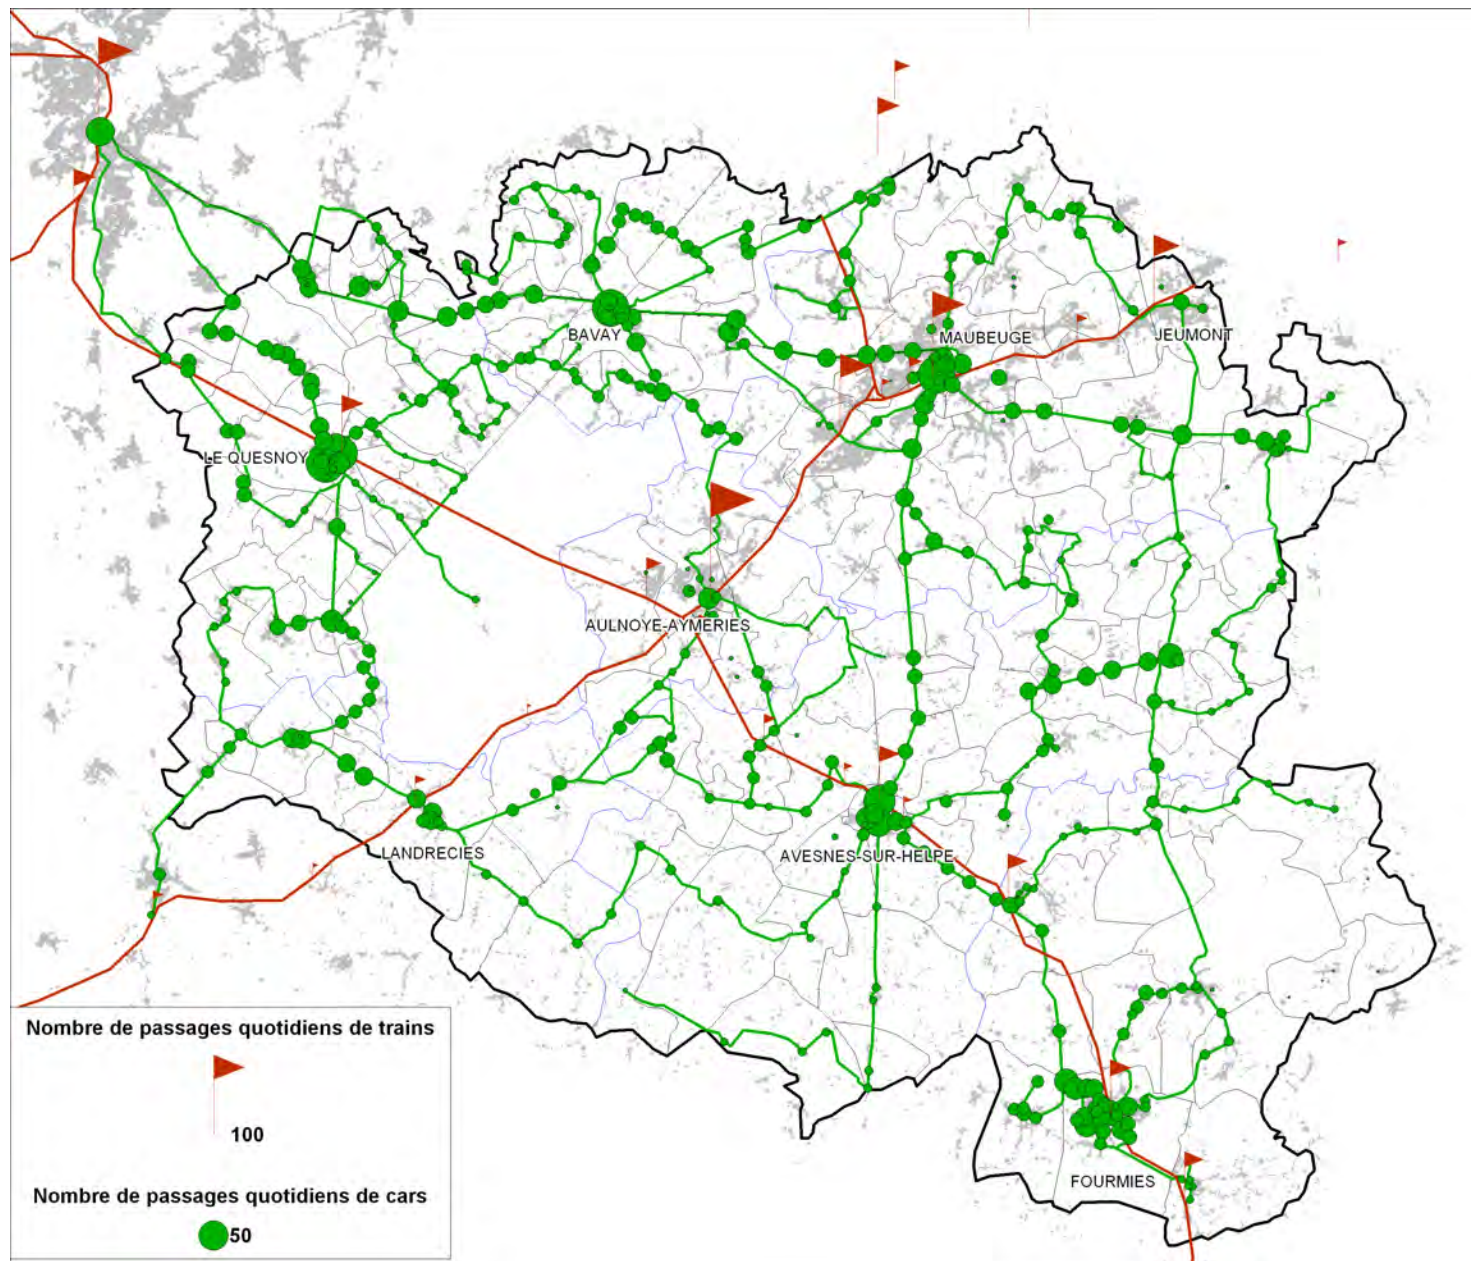 BAVAY
MAUBEUGE
JEUMONT
LE QUESNOY
AULNOYE-AYMERIES
LANDRECIES
AVESNES-SUR-HELPE
FOURMIES
Nombre de passages quotidiens de trains
100
Nombre de passages quotidiens de cars
50